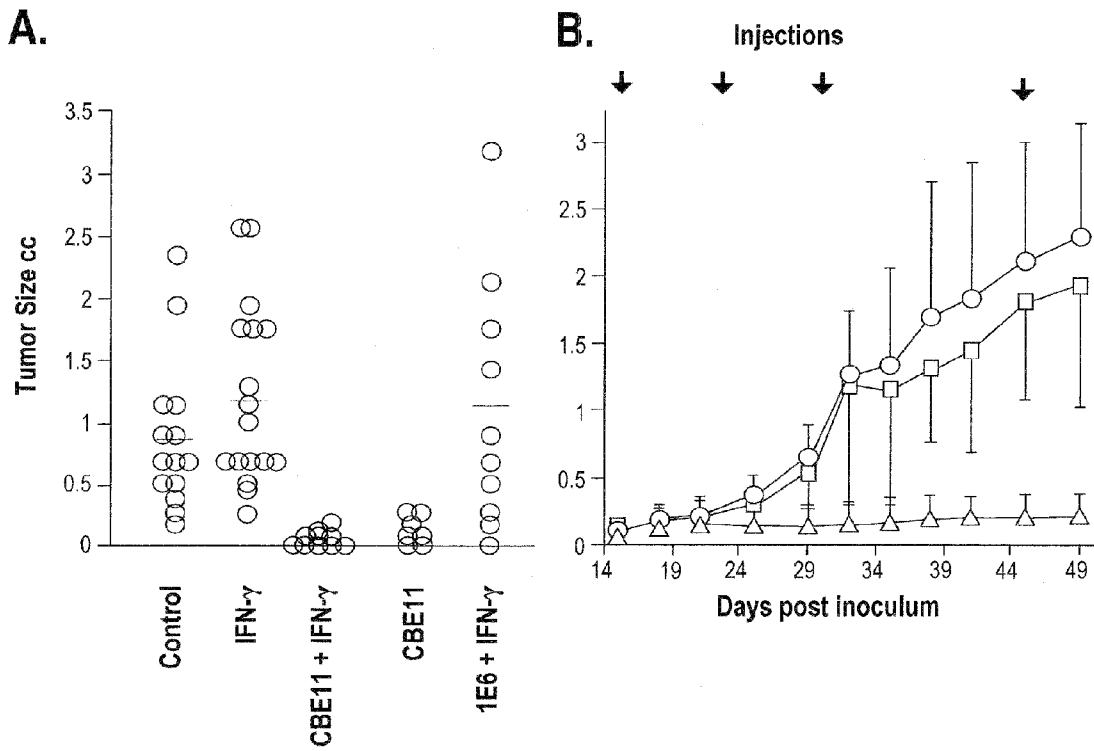 A.
B.
Injections
Tumor Size cc
3.5
3
2.5
2
1.5
1
0.5
0
Control
IFN-γ
CBE11 + IFN-γ
CBE11
1E6 + IFN-γ
3
2.5
2
1.5
1
0.5
0
14 19 24 29 34 39 44 49
Days post inoculum